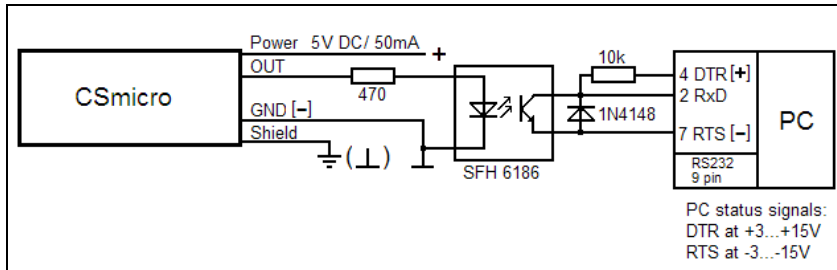 Power 5V DC/ 50mA +
OUT
CSmicro
470
GND [−]
Shield
(⊥)
SFH 6186
10k
1N4148
4 DTR [+]
2 RxD
7 RTS [−]
PC
RS232
9 pin
PC status signals:
DTR at +3...+15V
RTS at -3...-15V